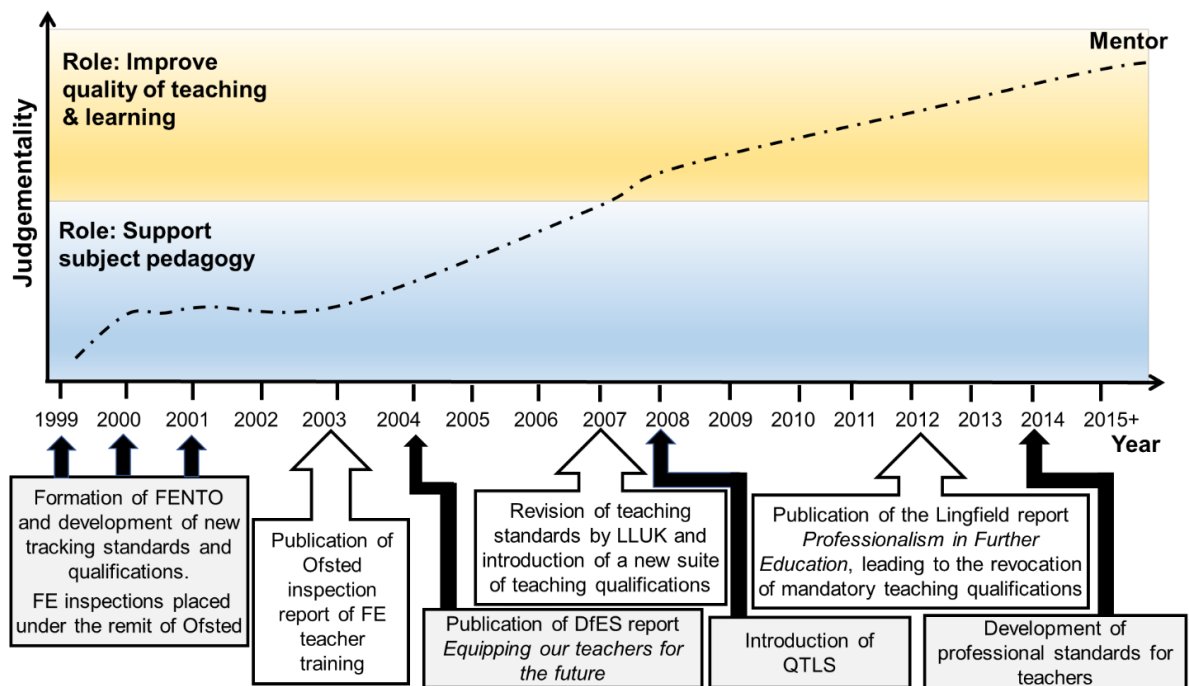 Mentor
Role: Improve
quality of teaching
& learning
Judgementality
Role: Support
subject pedagogy
1999 2000 2001 2002 2003 2004 2005 2006 2007 2008 2009 2010 2011 2012 2013 2014 2015+
Year
Formation of FENTO
and development of new
tracking standards and
qualifications.
FE inspections placed
under the remit of Ofsted
Publication of
Ofsted
inspection
report of FE
teacher
training
Publication of DfES report
Equipping our teachers for
the future
Revision of teaching
standards by LLUK and
introduction of a new suite
of teaching qualifications
Introduction of
QTLS
Publication of the Lingfield report
Professionalism in Further
Education, leading to the revocation
of mandatory teaching qualifications
Development of
professional standards for
teachers